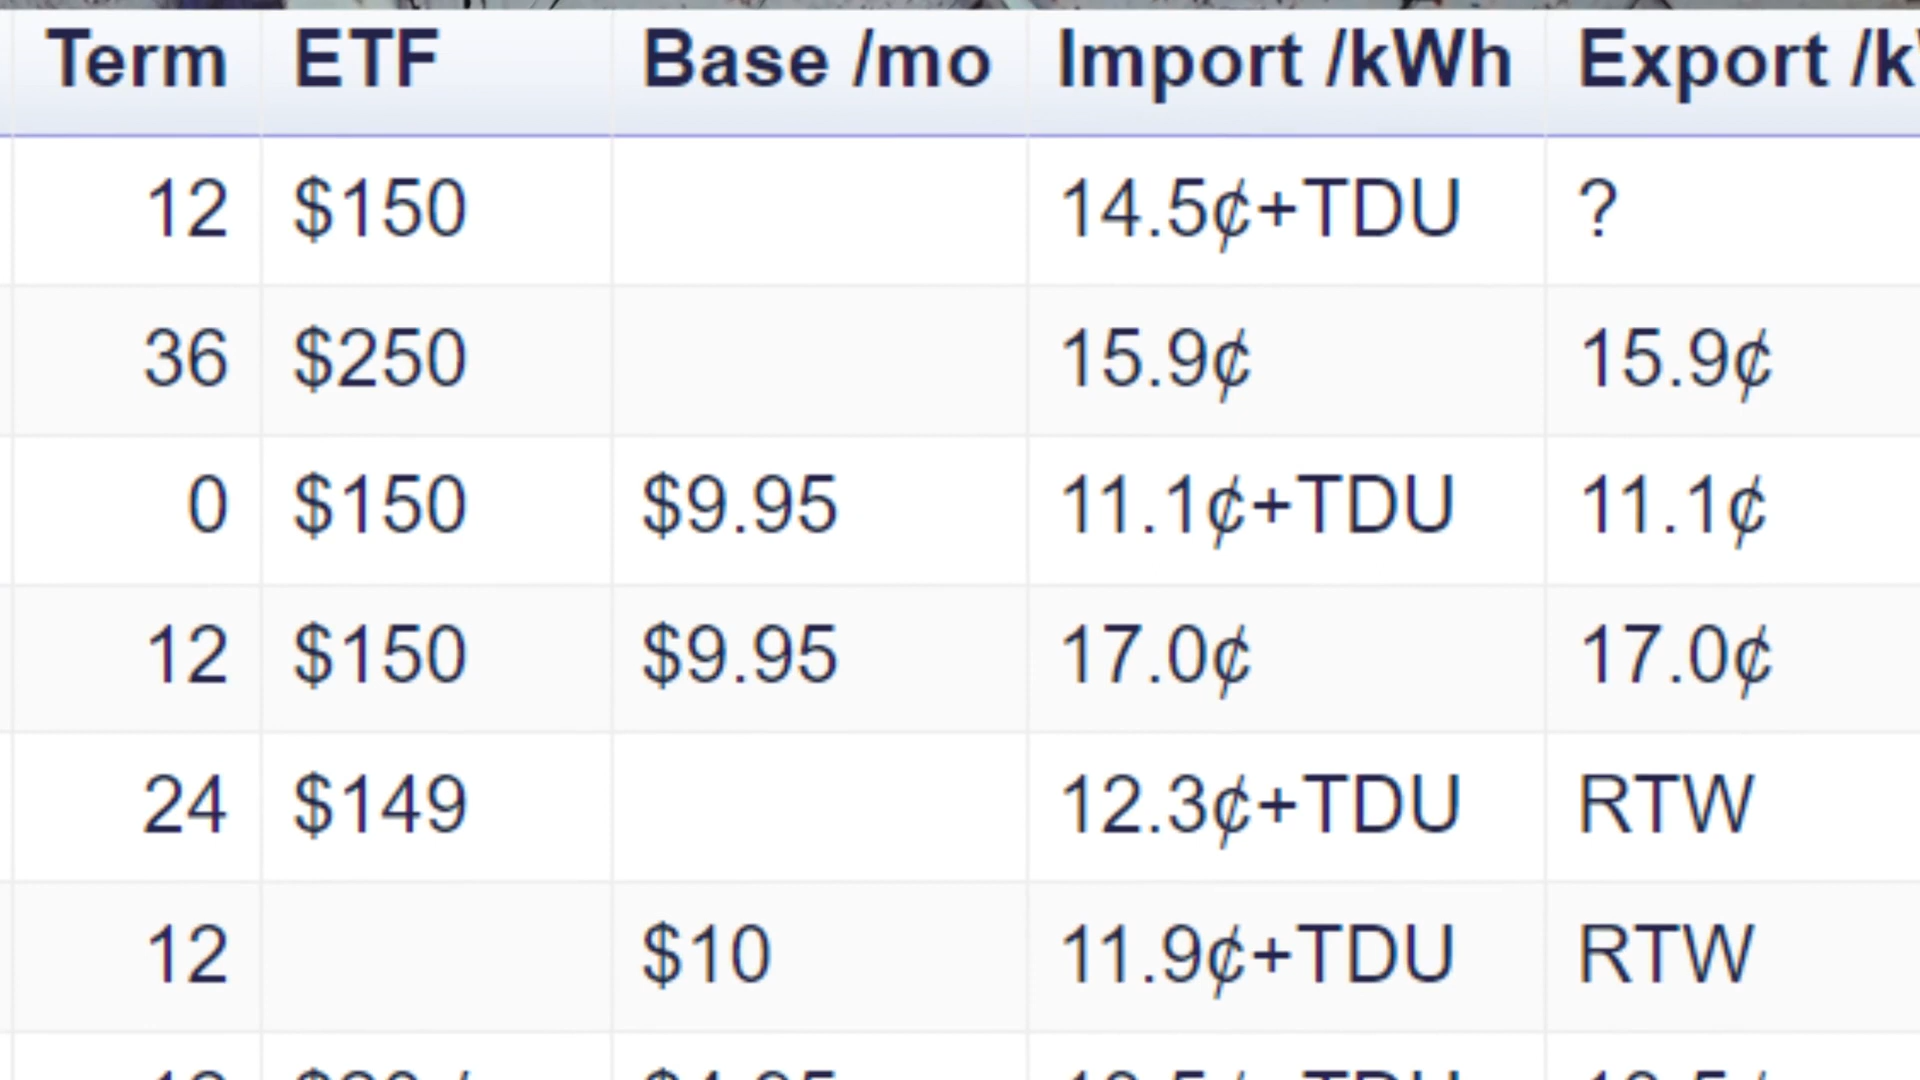 Term ETF Base /mo Import /kWh Export
12 $150 14.5¢+TDU ?
36 $250 15.9¢ 15.9¢
0 $150 $9.95 11.1¢+TDU 11.1¢
12 $150 $9.95 17.0¢ 17.0¢
24 $149 12.3¢+TDU RTW
12 $10 11.9¢+TDU RTW